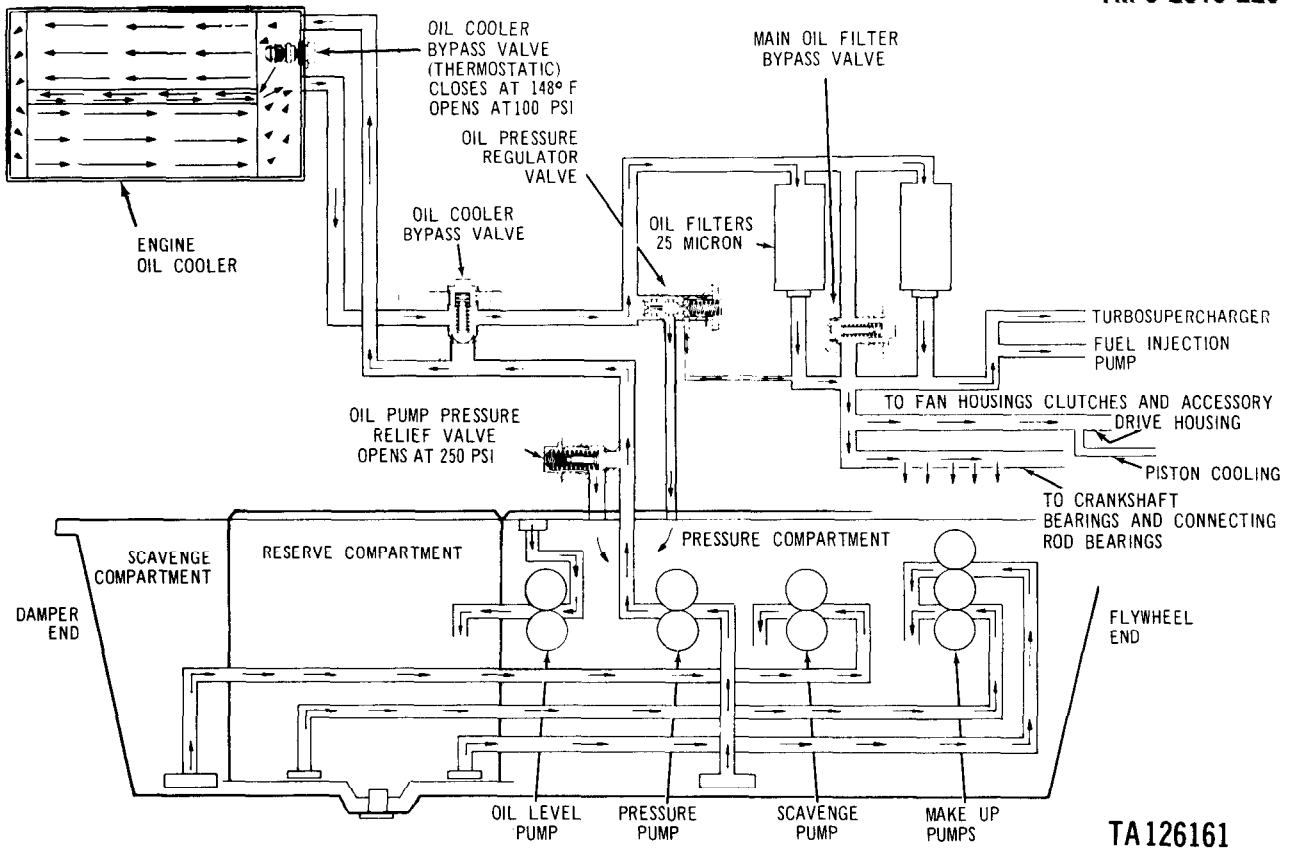 OIL COOLER
BYPASS VALVE
(THERMOSTATIC)
CLOSES AT 148° F
OPENS AT 100 PSI
MAIN OIL FILTER
BYPASS VALVE
OIL PRESSURE
REGULATOR
VALVE
OIL COOLER
BYPASS VALVE
OIL FILTERS
25 MICRON
ENGINE
OIL COOLER
TURBOSUPERCHARGER
FUEL INJECTION
PUMP
TO FAN HOUSINGS CLUTCHES AND ACCESSORY
DRIVE HOUSING
OIL PUMP PRESSURE
RELIEF VALVE
OPENS AT 250 PSI
PISTON COOLING
TO CRANKSHAFT
BEARINGS AND CONNECTING
ROD BEARINGS
SCAVENGE
COMPARTMENT
RESERVE COMPARTMENT
PRESSURE COMPARTMENT
DAMPER
END
FLYWHEEL
END
OIL LEVEL
PUMP
PRESSURE
PUMP
SCAVENGE
PUMP
MAKE UP
PUMPS
TA126161